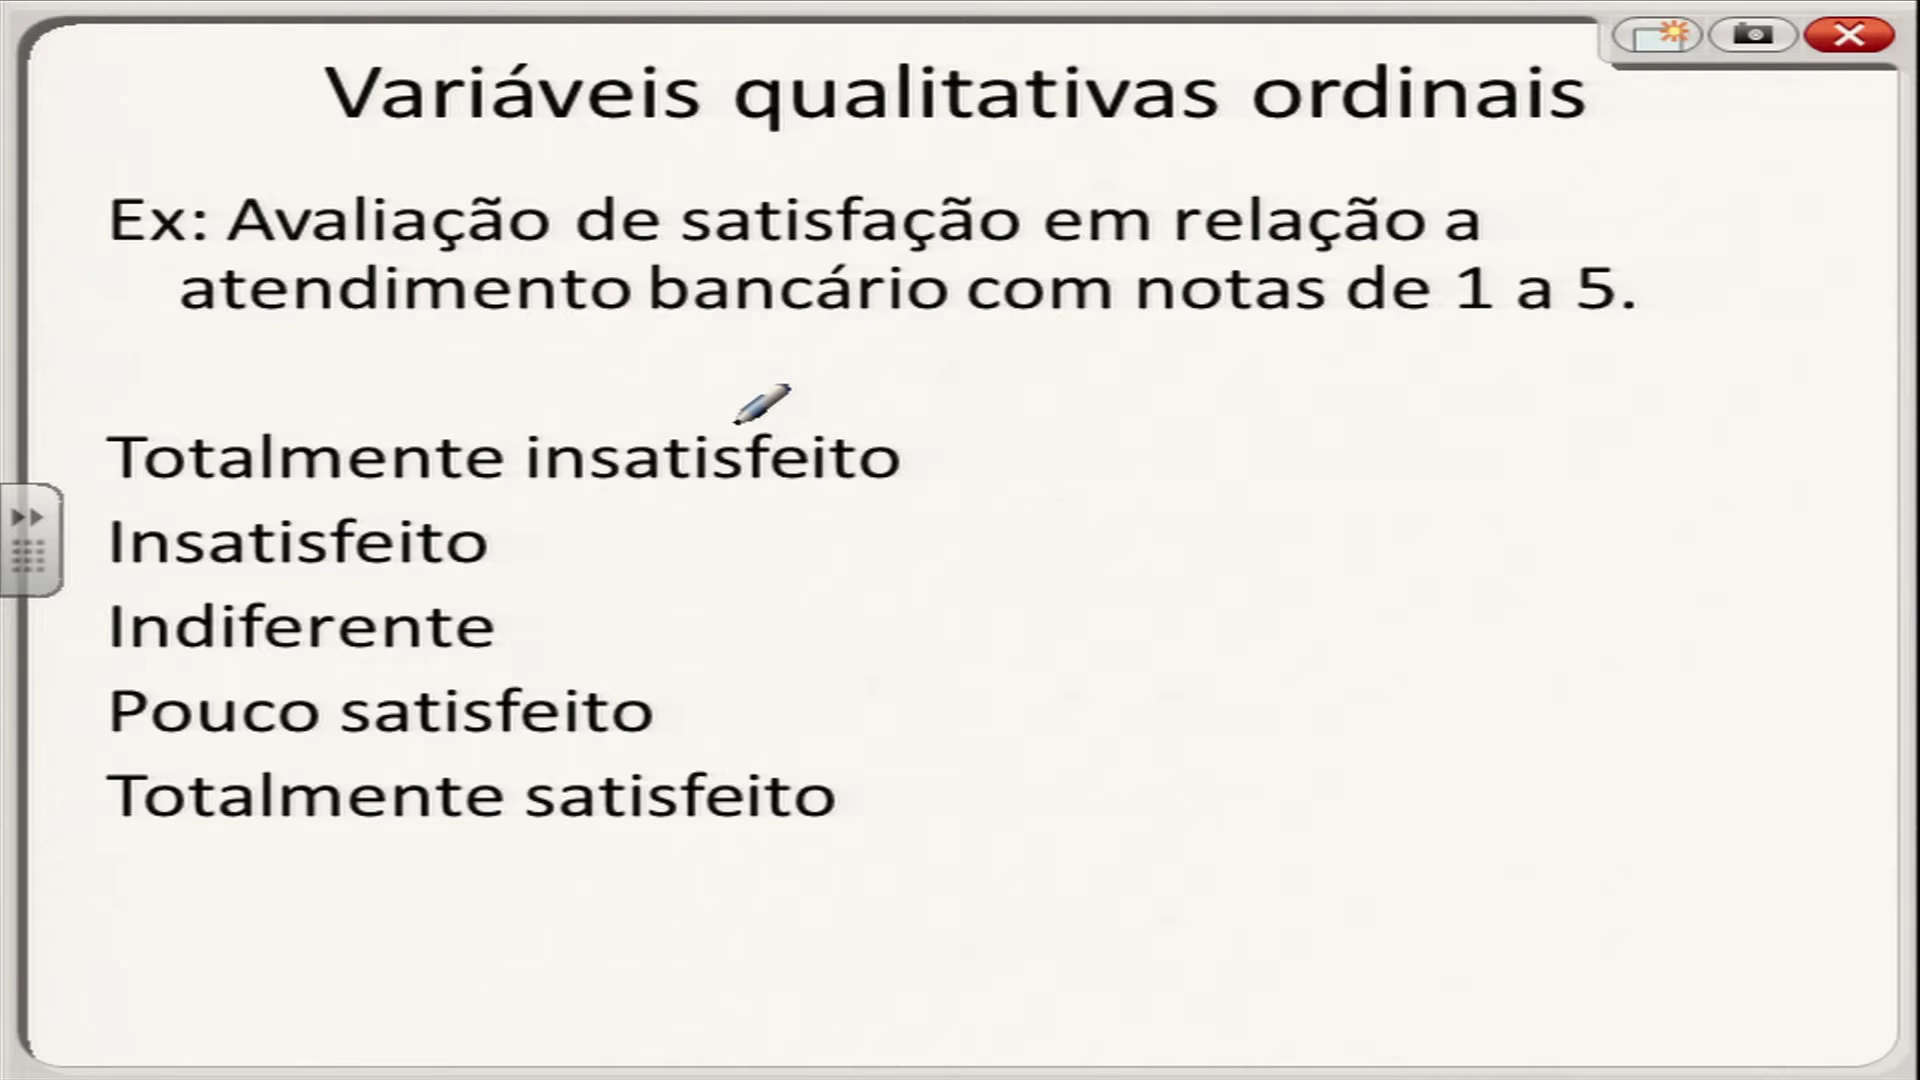 Variáveis qualitativas ordinais
Ex: Avaliação de satisfação em relação a
atendimento bancário com notas de 1 a 5.
Totalmente insatisfeito
Insatisfeito
Indiferente
Pouco satisfeito
Totalmente satisfeito